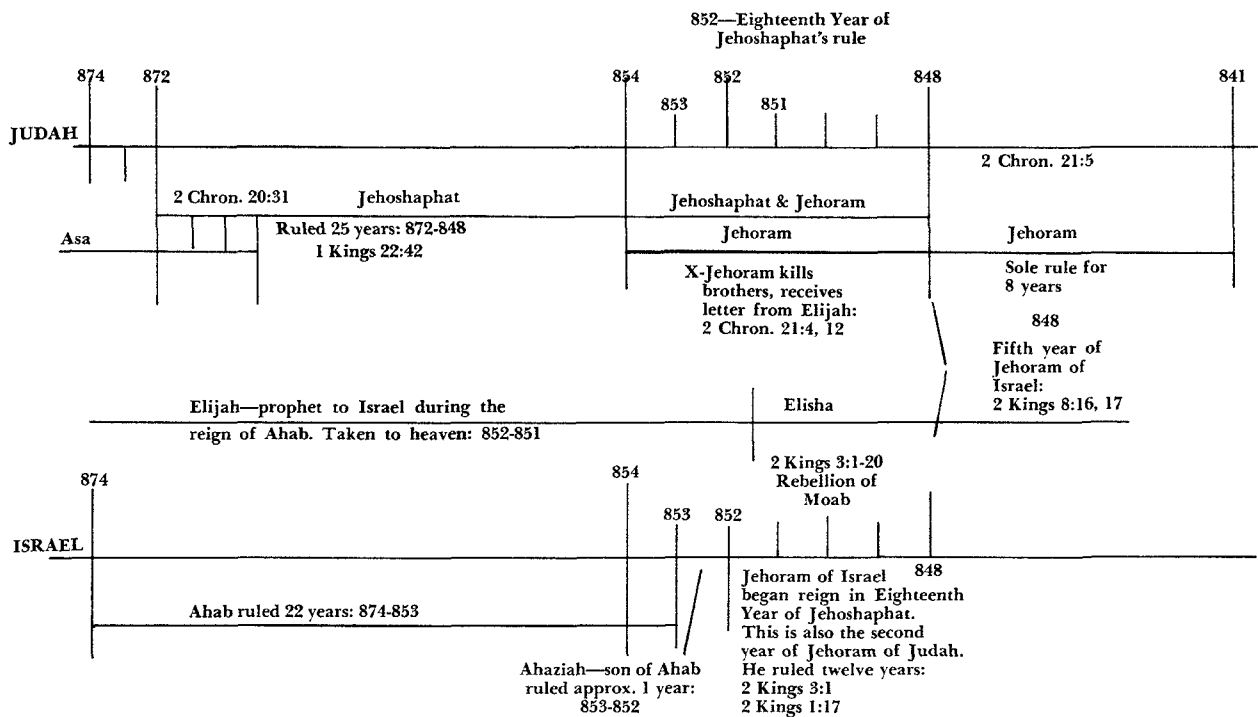 852—Eighteenth Year of
Jehoshaphat's rule
874 872 854 852 848 841
853 851
JUDAH
2 Chron. 21:5
2 Chron. 20:31 Jehoshaphat Jehoshaphat & Jehoram
Asa Ruled 25 years: 872-848 Jehoram Jehoram
1 Kings 22:42
X-Jehoram kills
brothers, receives
letter from Elijah:
2 Chron. 21:4, 12
Sole rule for
8 years
848
Fifth year of
Jehoram of
Israel:
2 Kings 8:16, 17
Elijah—prophet to Israel during the
reign of Ahab. Taken to heaven: 852-851
Elisha
2 Kings 3:1-20
Rebellion of
Moab
874 854
853 852
ISRAEL
848
Ahab ruled 22 years: 874-853
Ahaziah—son of Ahab
ruled approx. 1 year:
853-852
Jehoram of Israel
began reign in Eighteenth
Year of Jehoshaphat.
This is also the second
year of Jehoram of Judah.
He ruled twelve years:
2 Kings 3:1
2 Kings 1:17